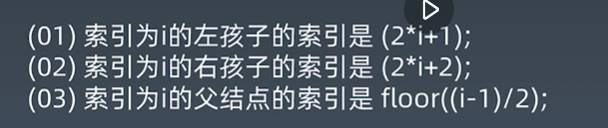 (01) 索引为i的左孩子的索引是 (2*i+1);
(02) 索引为i的右孩子的索引是 (2*i+2);
(03) 索引为i的父结点的索引是 floor((i-1)/2);